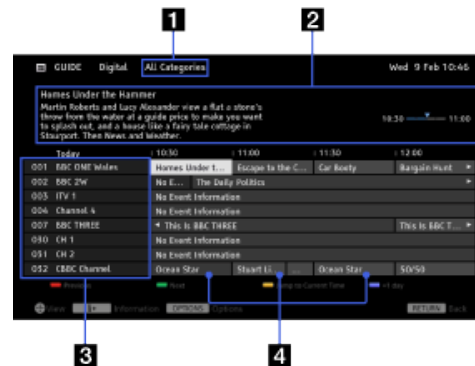 1
2
GUIDE Digital All Categories Wed 9 Feb 10:46
Homes Under the Hammer
Martin Roberts and Lucy Alexander view a flat a stone's
throw from the water at a guide price to make you want
to splash out, and a house like a fairy tale cottage in
Stourport. Then News and Weather.
10:30 11:00
Today 10:30 11:00 11:30 12:00
001 BBC ONE Wales Homes Under t... Escape to the C... Car Booty Bargain Hunt
002 BBC 2W No E... The Daily Politics
003 ITV 1 No Event Information
004 Channel 4 No Event Information
007 BBC THREE This Is BBC THREE This Is BBC T...
030 CH 1 No Event Information
031 CH 2 No Event Information
032 CBBC Channel Ocean Star Stuart Li... ... Ocean Star 50/50
Previous Next Jump to Current Time +1 day
View Information OPTIONS Options RETURN Back
3
4